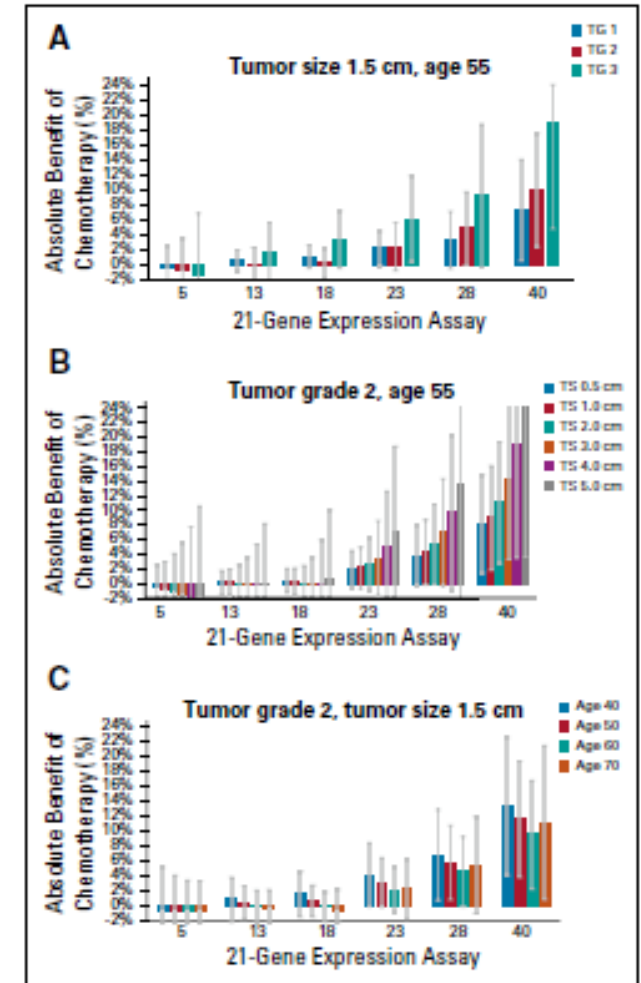 A
TG 1
TG 2
TG 3
Tumor size 1.5 cm, age 55
Absolute Benefit of
Chemotherapy (%)
24%
22%
20%
18%
16%
14%
12%
10%
8%
6%
4%
2%
0%
-2%
5 13 18 23 28 40
21-Gene Expression Assay
B
Tumor grade 2, age 55
TS 0.5 cm
TS 1.0 cm
TS 2.0 cm
TS 3.0 cm
TS 4.0 cm
TS 5.0 cm
Absolute Benefit of
Chemotherapy (%)
24%
22%
20%
18%
16%
14%
12%
10%
8%
6%
4%
2%
0%
-2%
5 13 18 23 28 40
21-Gene Expression Assay
C
Tumor grade 2, tumor size 1.5 cm
Age 40
Age 50
Age 60
Age 70
Absolute Benefit of
Chemotherapy (%)
24%
22%
20%
18%
16%
14%
12%
10%
8%
6%
4%
2%
0%
-2%
5 13 18 23 28 40
21-Gene Expression Assay